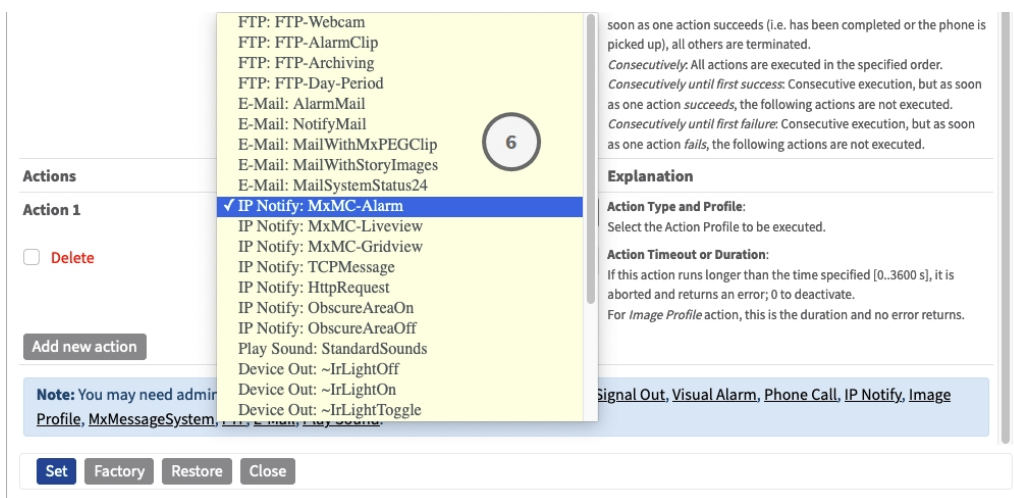 FTP: FTP-Webcam
FTP: FTP-AlarmClip
FTP: FTP-Archiving
FTP: FTP-Day-Period
E-Mail: AlarmMail
E-Mail: NotifyMail
E-Mail: MailWithMxPEGClip
E-Mail: MailWithStoryImages
E-Mail: MailSystemStatus24
✓ IP Notify: MxMC-Alarm
IP Notify: MxMC-Liveview
IP Notify: MxMC-Gridview
IP Notify: TCPMessage
IP Notify: HttpRequest
IP Notify: ObscureAreaOn
IP Notify: ObscureAreaOff
Play Sound: StandardSounds
Device Out: ~IrLightOff
Device Out: ~IrLightOn
Device Out: ~IrLightToggle
6
soon as one action succeeds (i.e. has been completed or the phone is
picked up), all others are terminated.
Consecutively: All actions are executed in the specified order.
Consecutively until first success: Consecutive execution, but as soon
as one action succeeds, the following actions are not executed.
Consecutively until first failure: Consecutive execution, but as soon
as one action fails, the following actions are not executed.
Actions
Explanation
Action 1
Delete
Action Type and Profile:
Select the Action Profile to be executed.
Action Timeout or Duration:
If this action runs longer than the time specified [0..3600 s], it is
aborted and returns an error; 0 to deactivate.
For Image Profile action, this is the duration and no error returns.
Add new action
Note: You may need admin Signal Out, Visual Alarm, Phone Call, IP Notify, Image
Profile, MxMessageSystem,
Set Factory Restore Close